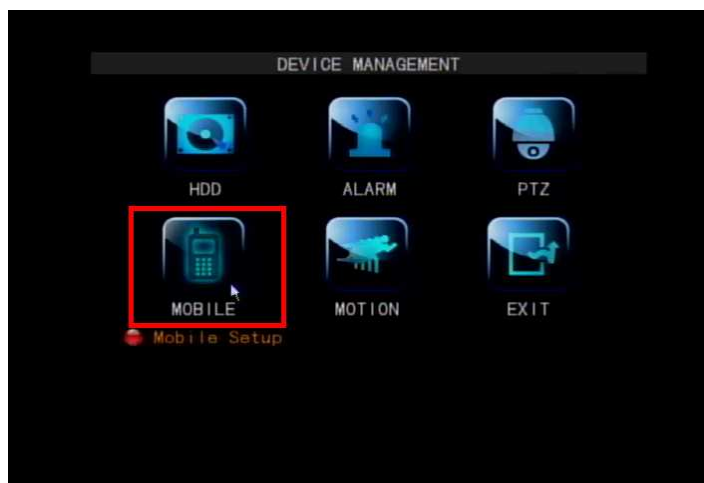 DEVICE MANAGEMENT
HDD ALARM PTZ
MOBILE MOTION EXIT
Mobile Setup